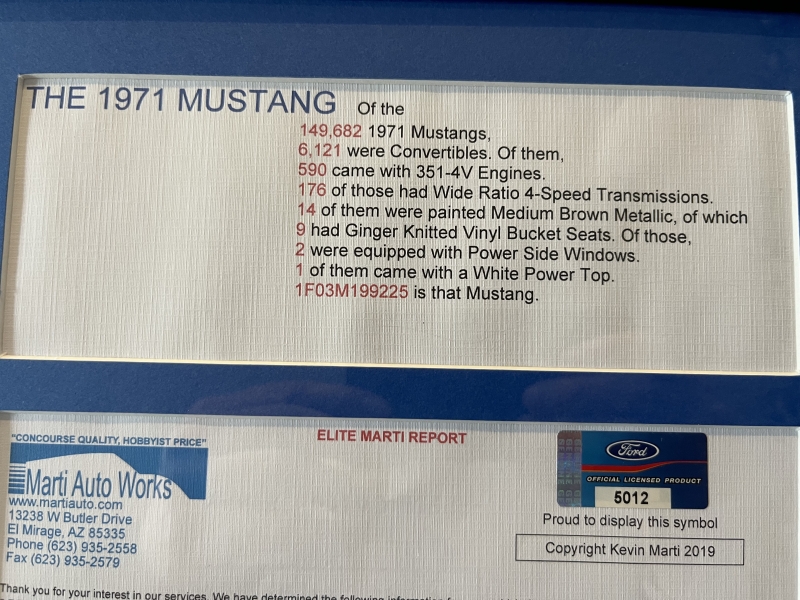 THE 1971 MUSTANG Of the
149,682 1971 Mustangs,
6,121 were Convertibles. Of them,
590 came with 351-4V Engines.
176 of those had Wide Ratio 4-Speed Transmissions.
14 of them were painted Medium Brown Metallic, of which
9 had Ginger Knitted Vinyl Bucket Seats. Of those,
2 were equipped with Power Side Windows.
1 of them came with a White Power Top.
1F03M199225 is that Mustang.
"CONCOURSE QUALITY, HOBBYIST PRICE"
Marti Auto Works
www.martiauto.com
13238 W Butler Drive
El Mirage, AZ 85335
Phone (623) 935-2558
Fax (623) 935-2579
ELITE MARTI REPORT
Ford
OFFICIAL LICENSED PRODUCT
5012
Proud to display this symbol
Copyright Kevin Marti 2019
Thank you for your interest in our services. We have determined the following information